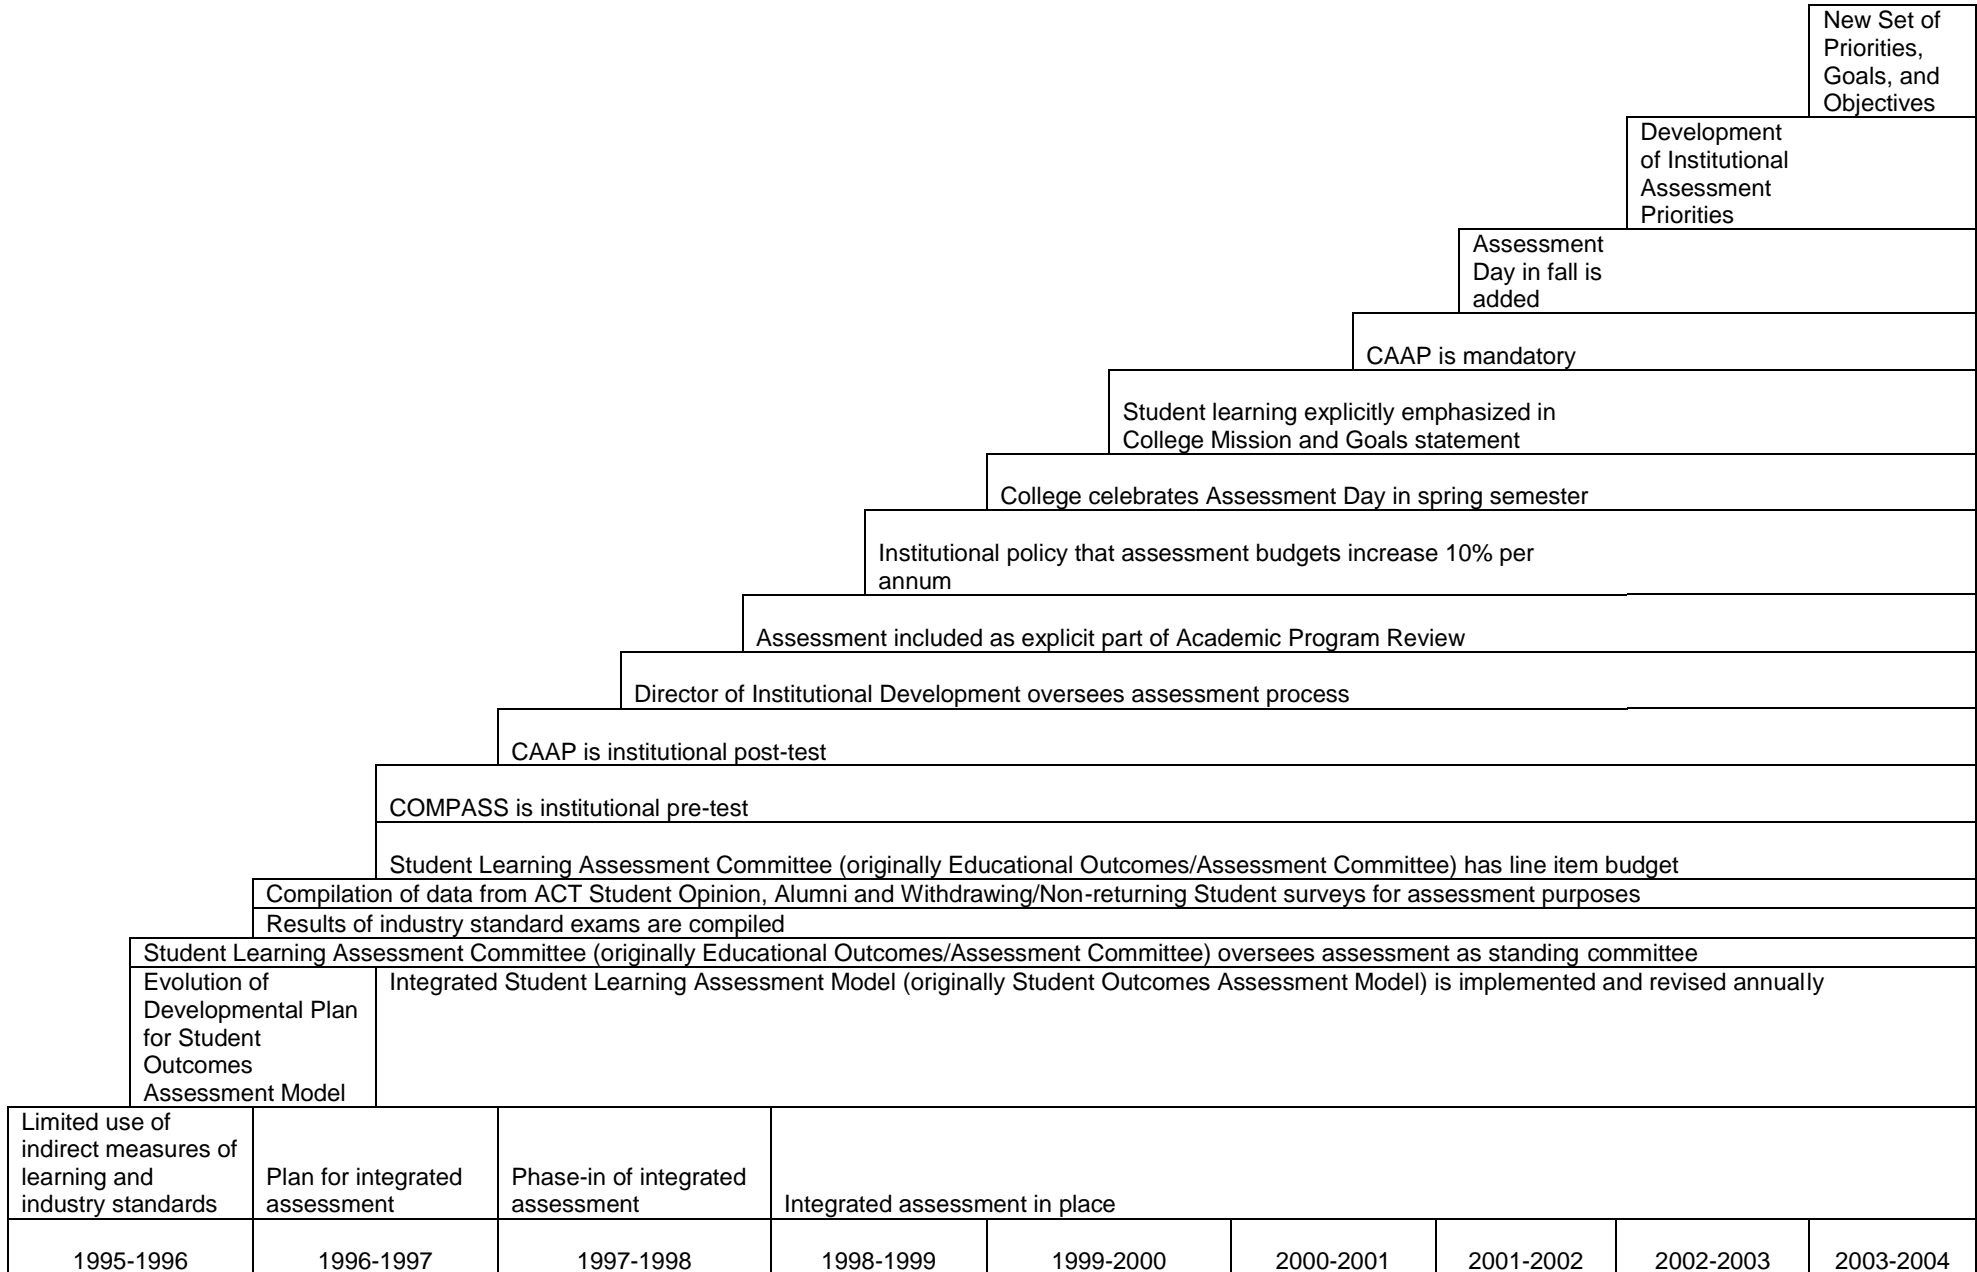 New Set of
Priorities,
Goals, and
Objectives
Development
of Institutional
Assessment
Priorities
Assessment
Day in fall is
added
CAAP is mandatory
Student learning explicitly emphasized in
College Mission and Goals statement
College celebrates Assessment Day in spring semester
Institutional policy that assessment budgets increase 10% per
annum
Assessment included as explicit part of Academic Program Review
Director of Institutional Development oversees assessment process
CAAP is institutional post-test
COMPASS is institutional pre-test
Student Learning Assessment Committee (originally Educational Outcomes/Assessment Committee) has line item budget
Compilation of data from ACT Student Opinion, Alumni and Withdrawing/Non-returning Student surveys for assessment purposes
Results of industry standard exams are compiled
Student Learning Assessment Committee (originally Educational Outcomes/Assessment Committee) oversees assessment as standing committee
Evolution of
Developmental Plan
for Student
Outcomes
Assessment Model
Integrated Student Learning Assessment Model (originally Student Outcomes Assessment Model) is implemented and revised annually
Limited use of
indirect measures of
learning and
industry standards
Plan for integrated
assessment
Phase-in of integrated
assessment
Integrated assessment in place
1995-1996
1996-1997
1997-1998
1998-1999
1999-2000
2000-2001
2001-2002
2002-2003
2003-2004